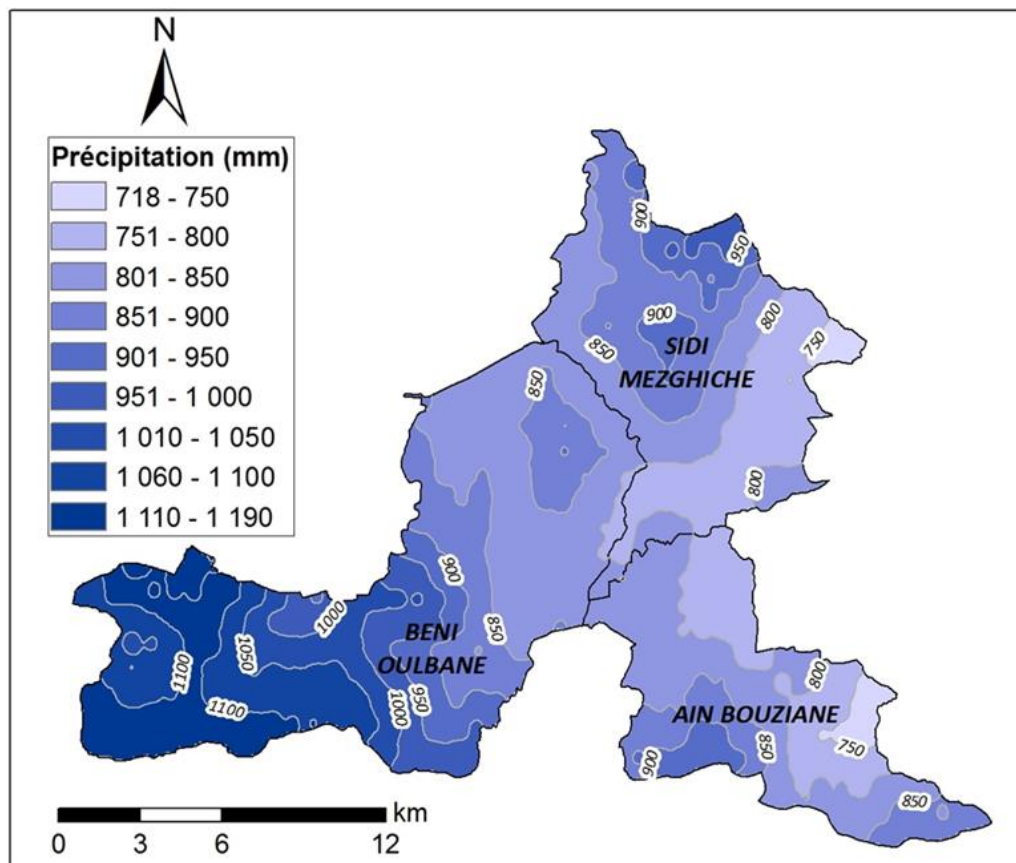 N
Précipitation (mm)
718 - 750
751 - 800
801 - 850
851 - 900
901 - 950
951 - 1 000
1 010 - 1 050
1 060 - 1 100
1 110 - 1 190
900
950
900
800
850
750
SIDI
MEZGHICHE
850
800
900
1000
BENI
OULBANE
850
1050
1100
1100
1000
950
800
AIN BOUZIANE
850
750
900
850
km
0 3 6 12